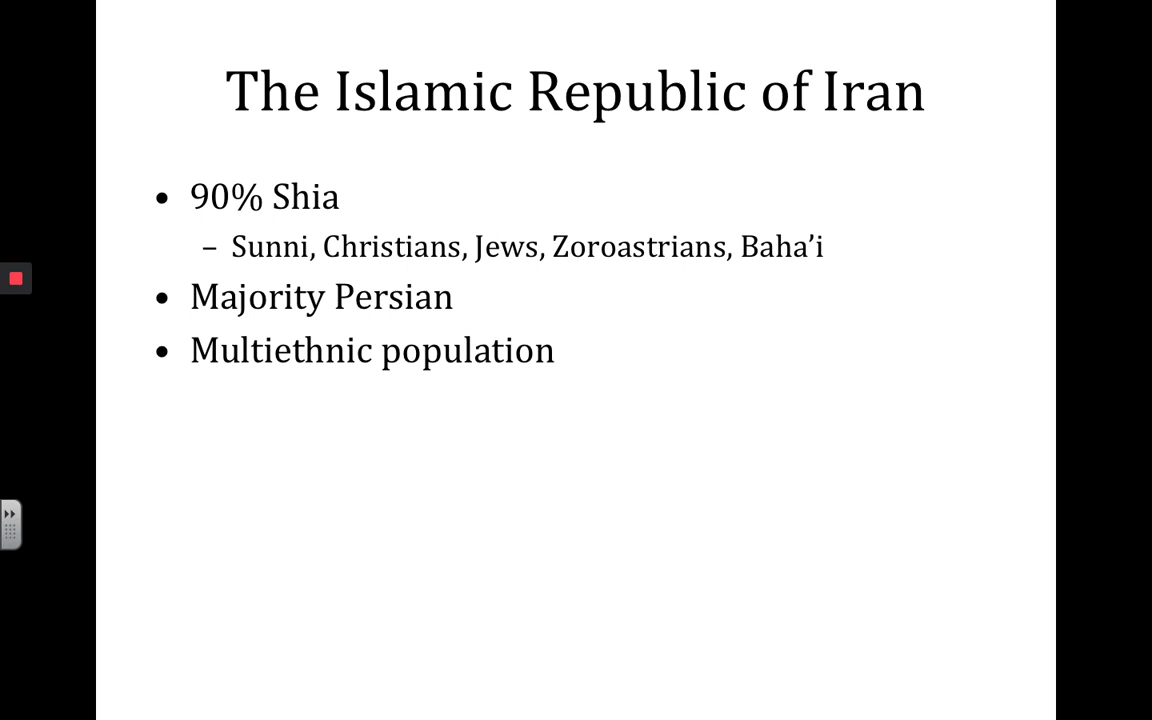 The Islamic Republic of Iran
• 90% Shia
– Sunni, Christians, Jews, Zoroastrians, Baha’i
• Majority Persian
• Multiethnic population